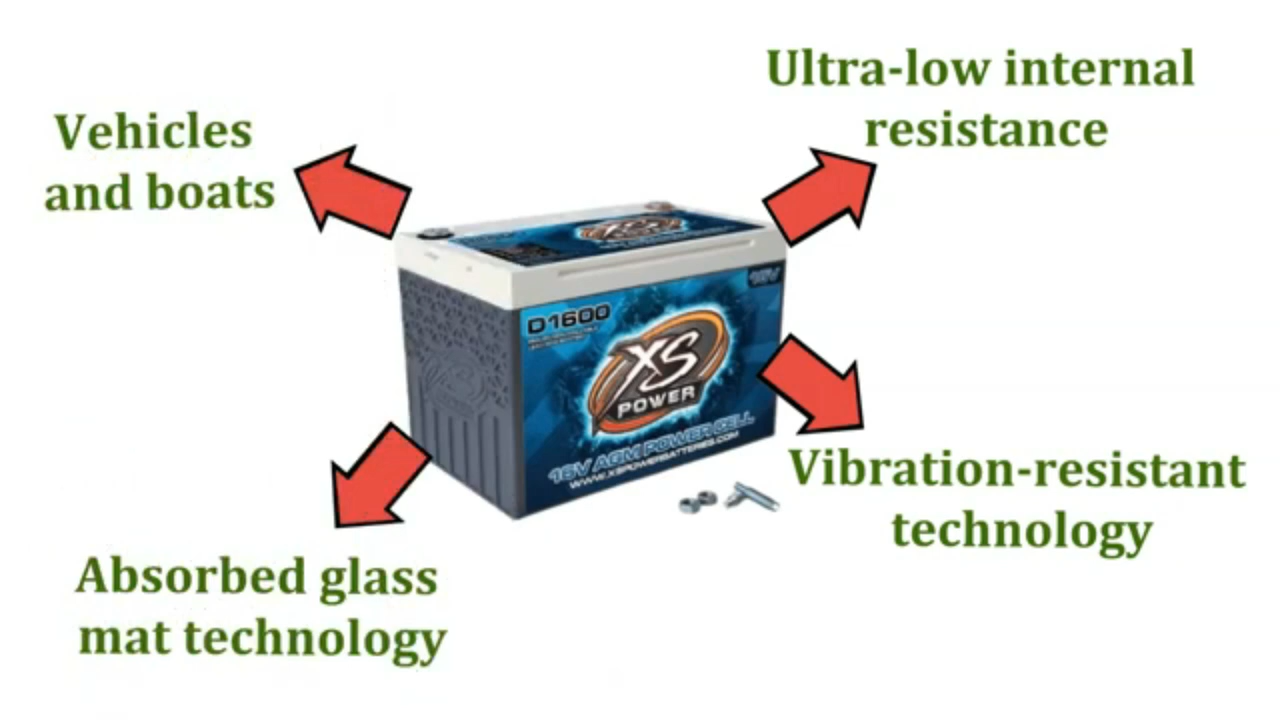 Ultra-low internal
resistance
Vehicles
and boats
D1600
16V
XS
POWER
16V AGM POWER CELL
WWW.XSPOWERBATTERIES.COM
Vibration-resistant
technology
Absorbed glass
mat technology